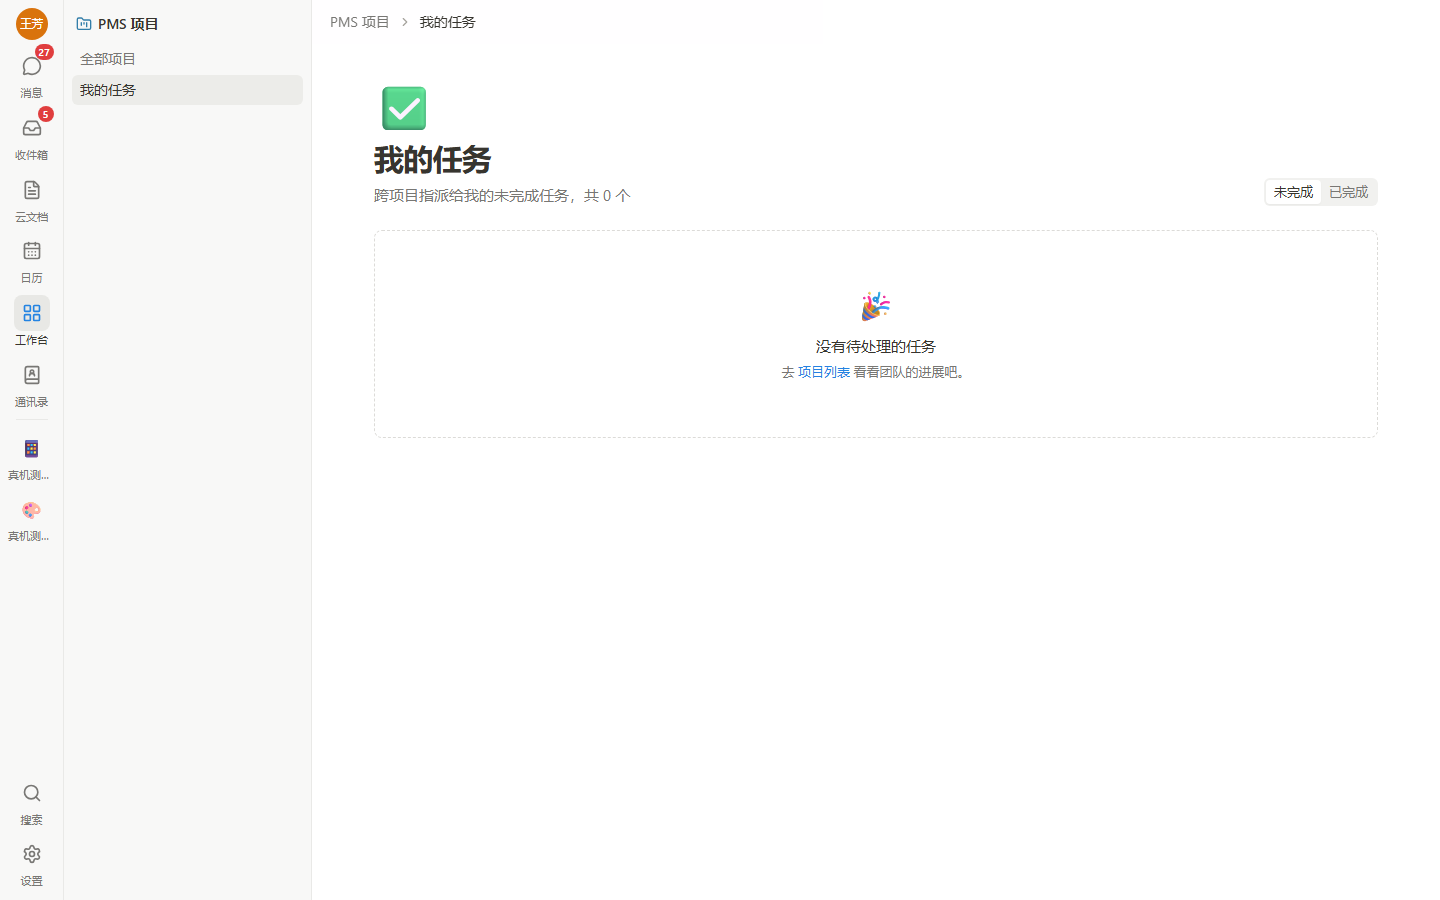 王芳
27
消息
5
收件箱
云文档
日历
工作台
通讯录
真机测...
真机测...
搜索
设置
PMS 项目
全部项目
我的任务
PMS 项目 > 我的任务
我的任务
跨项目指派给我的未完成任务，共 0 个
未完成 已完成
没有待处理的任务
去 项目列表 看看团队的进展吧。